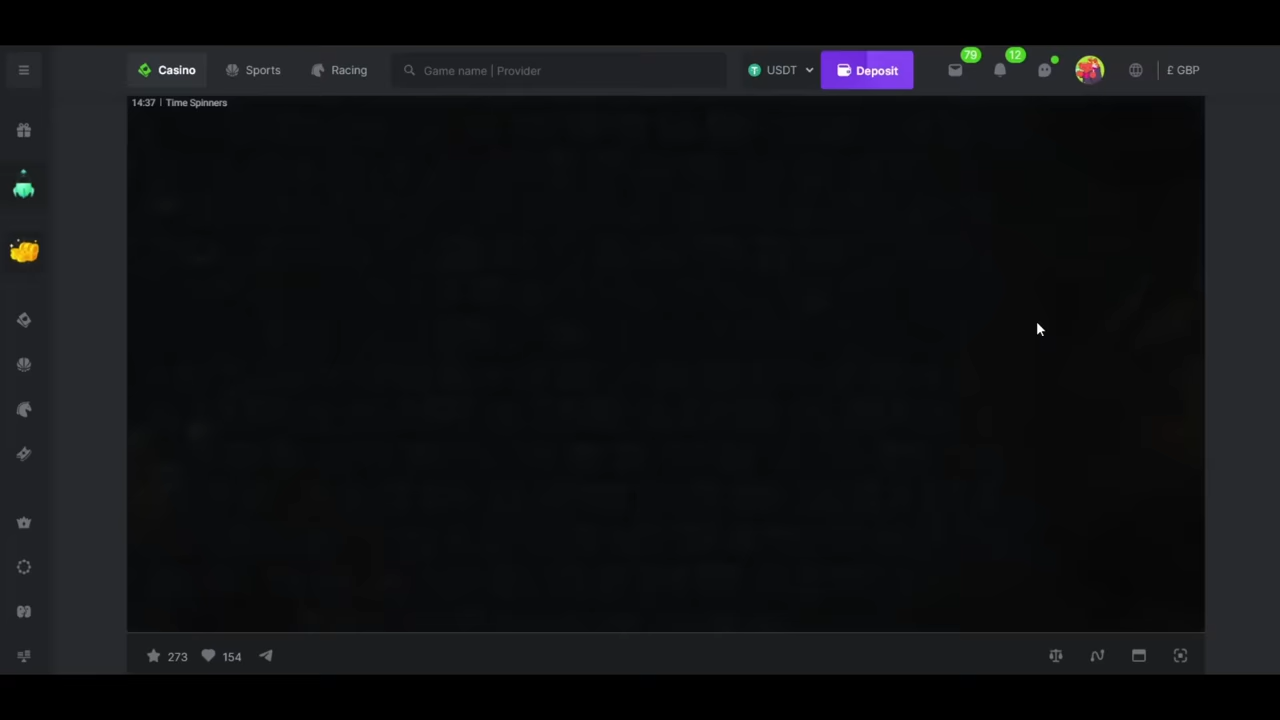 Casino
Sports
Racing
Game name | Provider
USDT
Deposit
79
12
£ GBP
14:37 | Time Spinners
273
154